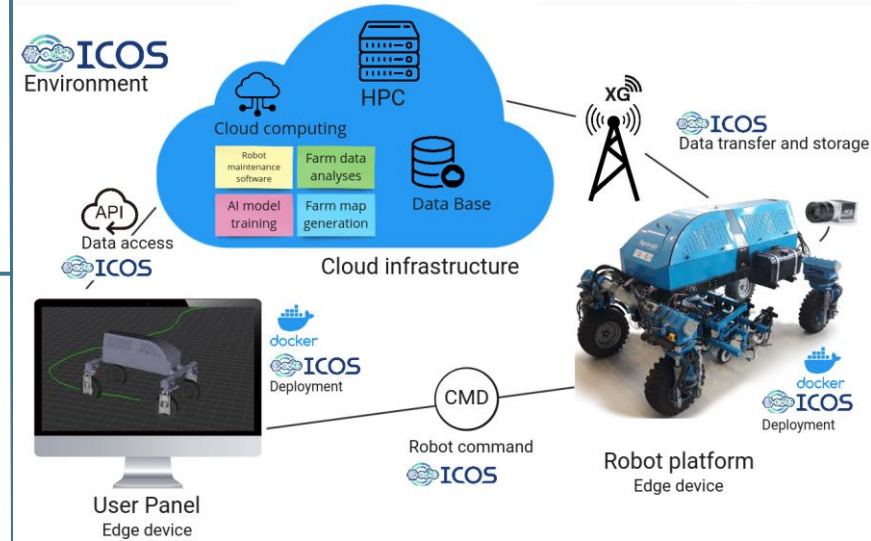 ICOS
Environment
HPC
XG
Cloud computing
Robot
maintenance
software
Farm data
analyses
AI model
training
Farm map
generation
Data Base
Cloud infrastructure
ICOS
Data transfer and storage
API
Data access
ICOS
docker
ICOS
Deployment
CMD
Robot command
ICOS
docker
ICOS
Deployment
User Panel
Edge device
Robot platform
Edge device